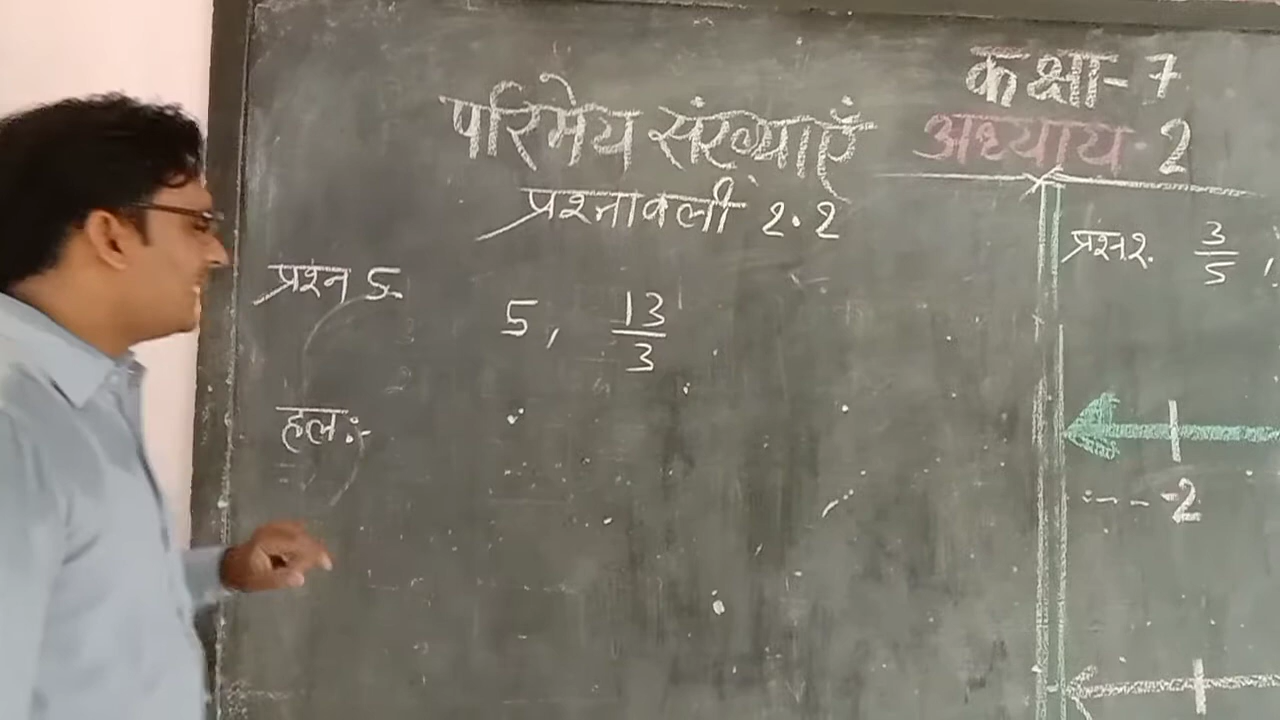 कक्षा-7
परिमेय संख्याएँ अध्याय-2
प्रश्नावली 2.2
प्रश्न 5.
5, 13/3
हल:-
प्रश्न2. 3/5,
---- -2